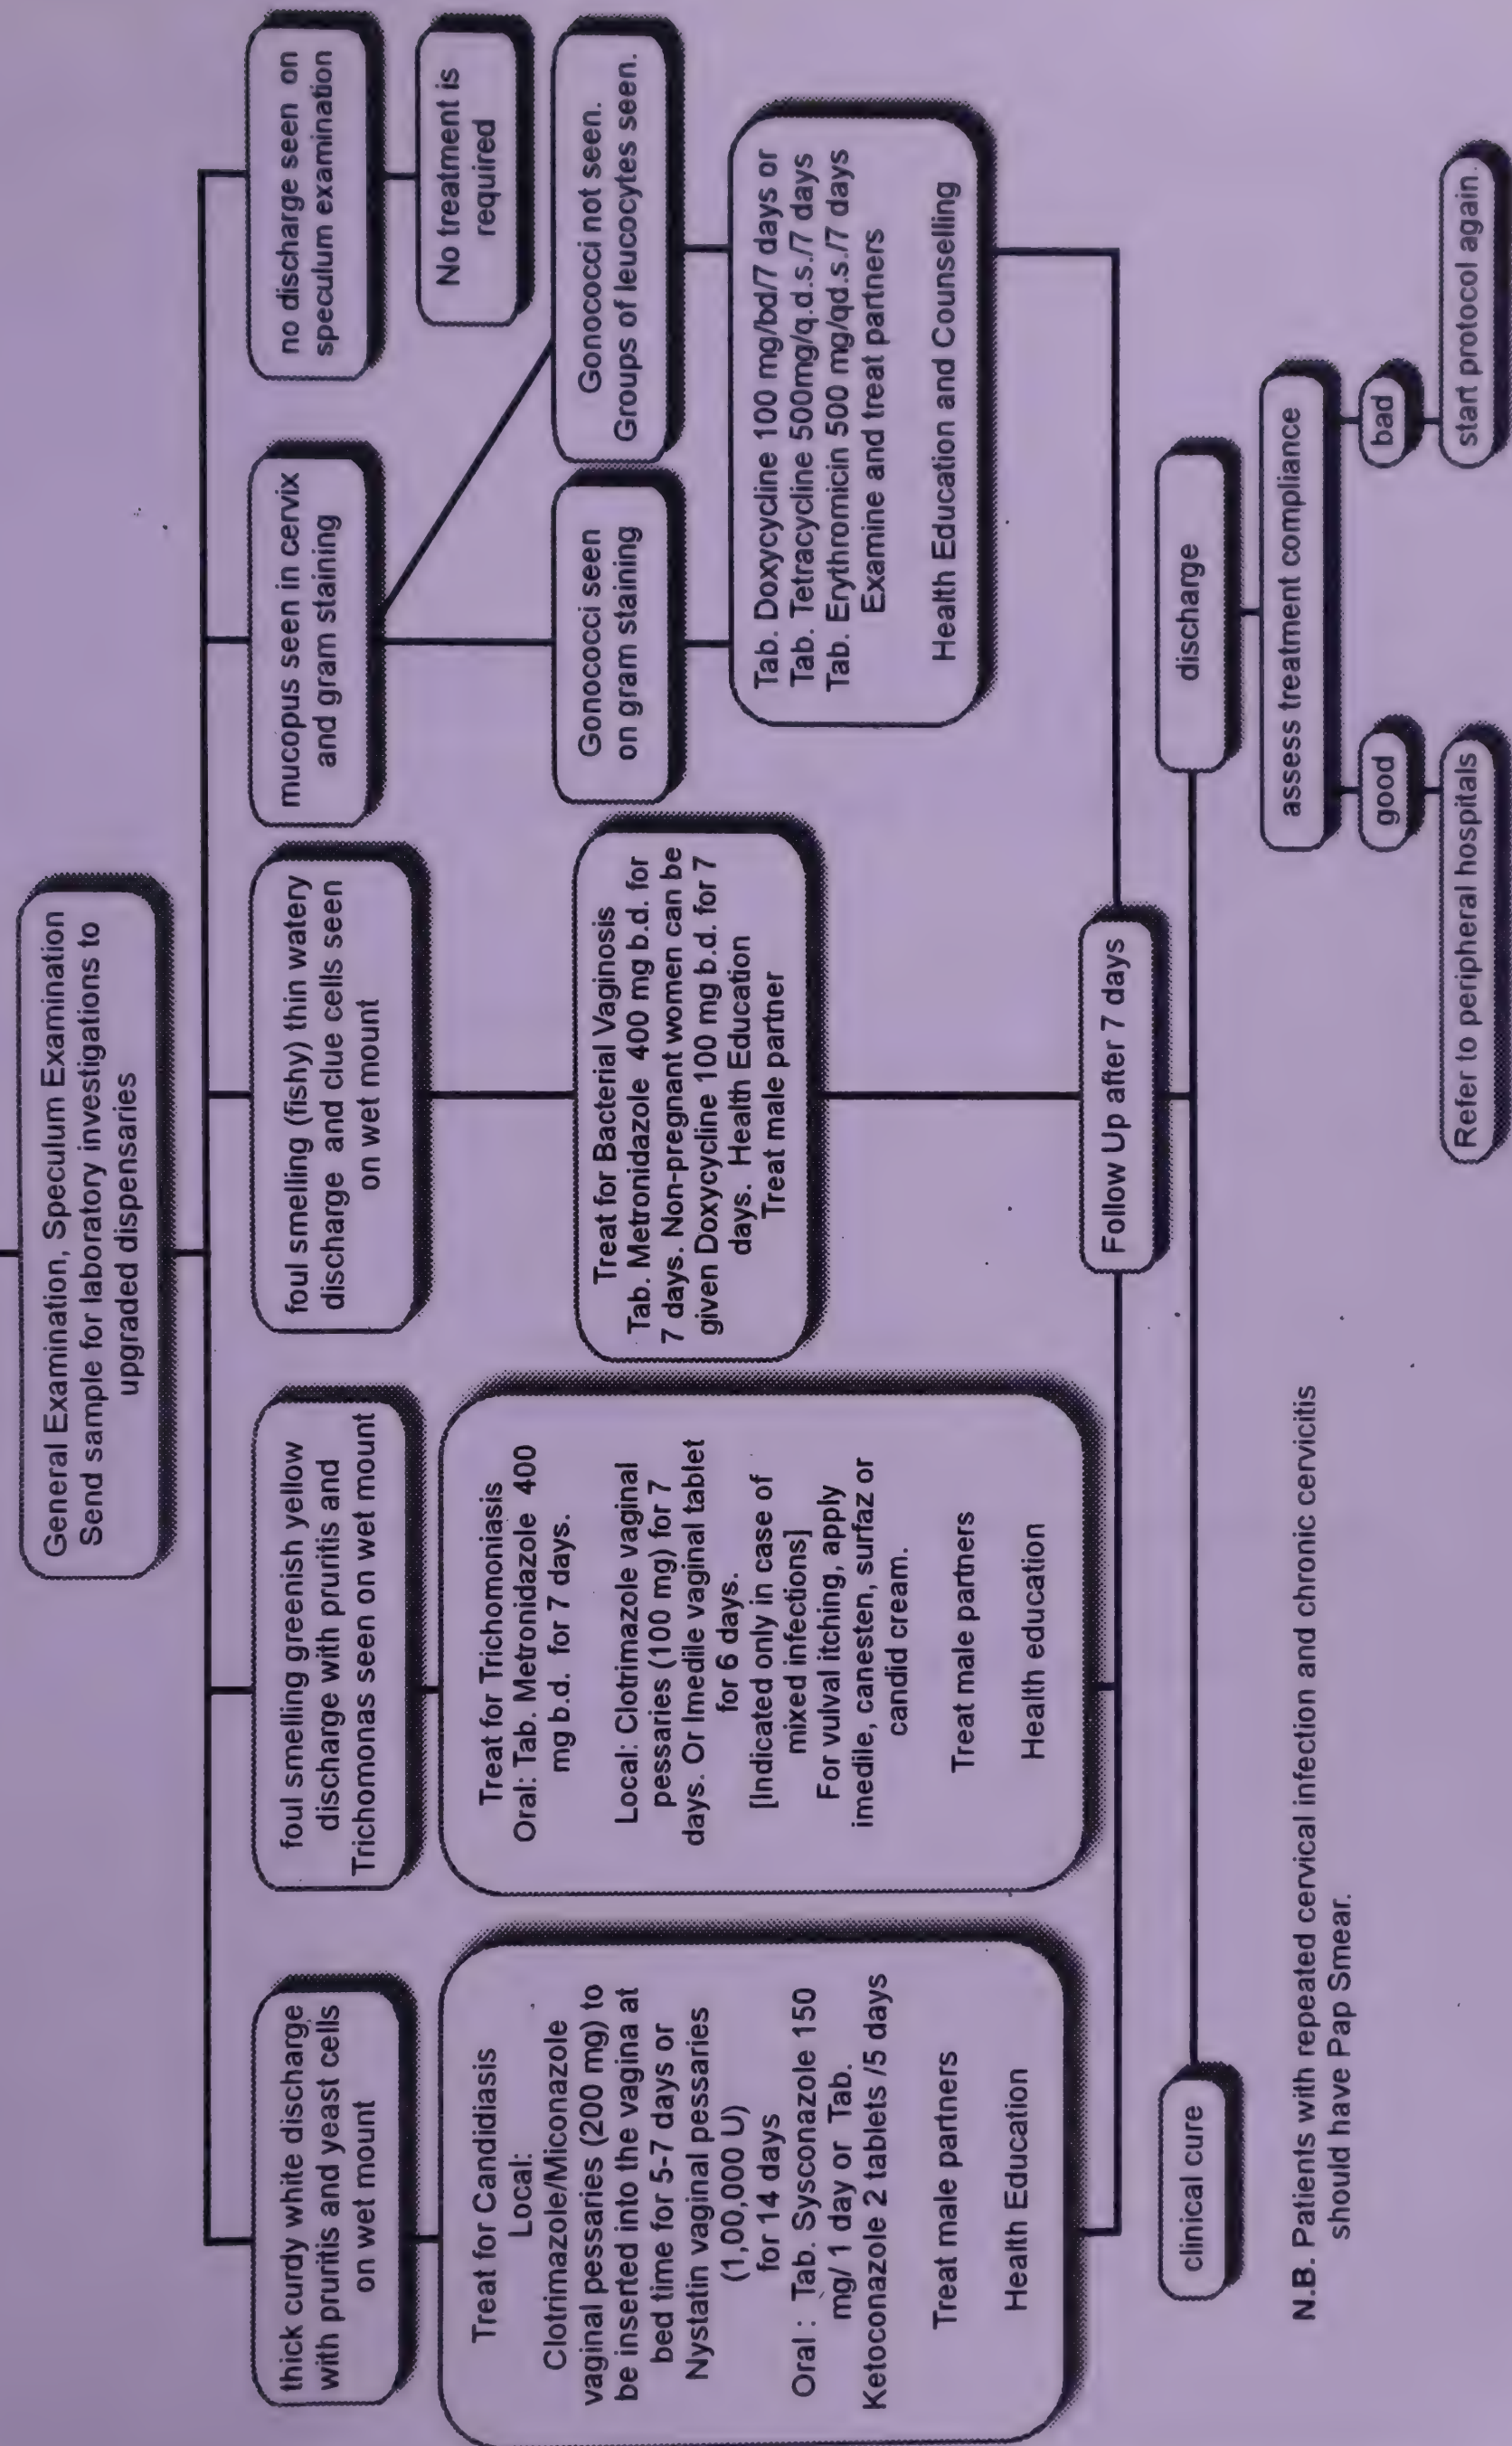 General Examination, Speculum Examination
Send sample for laboratory investigations to
upgraded dispensaries
thick curdy white discharge
with pruritis and yeast cells
on wet mount
foul smelling greenish yellow
discharge with pruritis and
Trichomonas seen on wet mount
foul smelling (fishy) thin watery
discharge and clue cells seen
on wet mount
mucopus seen in cervix
and gram staining
no discharge seen on
speculum examination
No treatment is
required
Gonococci seen
on gram staining
Gonococci not seen.
Groups of leucocytes seen.
Treat for Candidiasis
Local:
Clotrimazole/Miconazole
vaginal pessaries (200 mg) to
be inserted into the vagina at
bed time for 5-7 days or
Nystatin vaginal pessaries
(1,00,000 U)
for 14 days
Oral : Tab. Sysconazole 150
mg/ 1 day or Tab.
Ketoconazole 2 tablets /5 days
Treat male partners
Health Education
Treat for Trichomoniasis
Oral: Tab. Metronidazole 400
mg b.d. for 7 days.
Local: Clotrimazole vaginal
pessaries (100 mg) for 7
days. Or Imedile vaginal tablet
for 6 days.
[Indicated only in case of
mixed infections]
For vulval itching, apply
imedile, canesten, surfaz or
candid cream.
Treat male partners
Health education
Treat for Bacterial Vaginosis
Tab. Metronidazole 400 mg b.d. for
7 days. Non-pregnant women can be
given Doxycycline 100 mg b.d. for 7
days. Health Education
Treat male partner
Tab. Doxycycline 100 mg/bd/7 days or
Tab. Tetracycline 500mg/q.d.s./7 days
Tab. Erythromicin 500 mg/qd.s./7 days
Examine and treat partners
Health Education and Counselling
Follow Up after 7 days
clinical cure
discharge
assess treatment compliance
good
bad
Refer to peripheral hospitals
start protocol again.
N.B. Patients with repeated cervical infection and chronic cervicitis
should have Pap Smear.